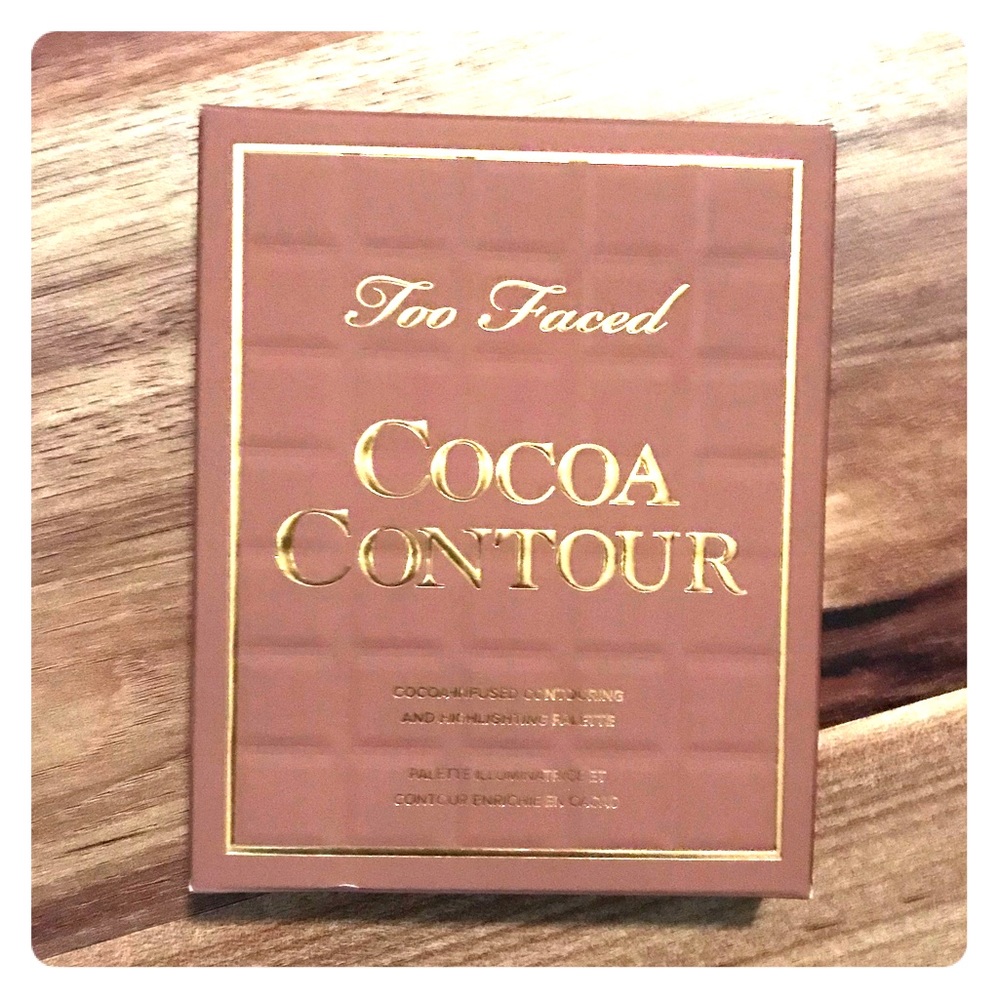 Too Faced
COCOA
CONTOUR
COCOA-INFUSED CONTOURING
AND HIGHLIGHTING PALETTE
PALETTE ILLUMINATRICE ET
CONTOUR ENRICHIE EN CACAO